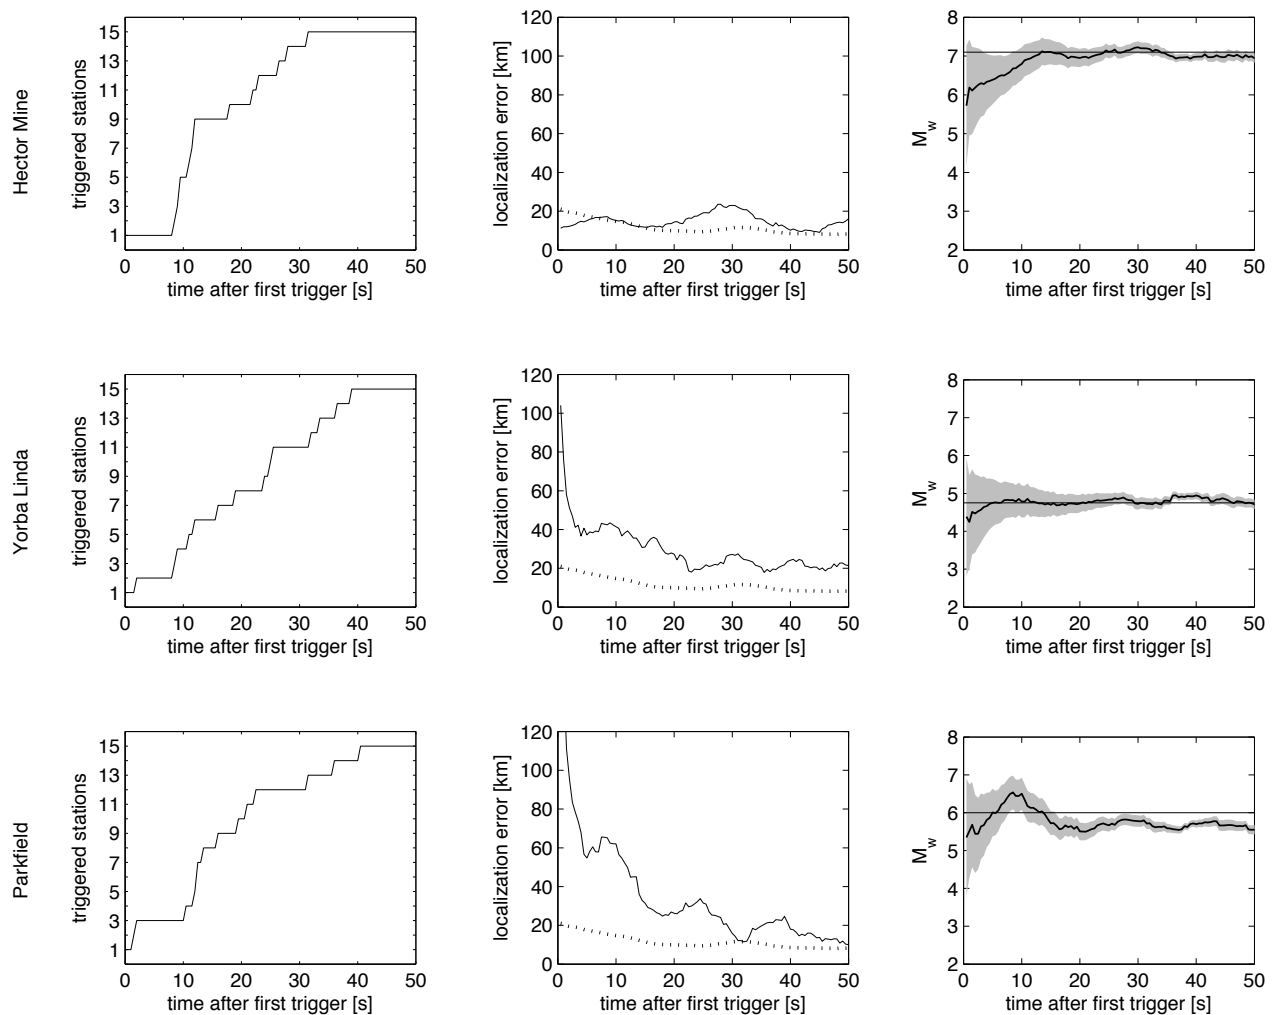 Hector Mine
triggered stations
15
13
11
9
7
5
3
1
0 10 20 30 40 50
time after first trigger [s]
localization error [km]
120
100
80
60
40
20
0
0 10 20 30 40 50
time after first trigger [s]
Mw
8
7
6
5
4
3
2
0 10 20 30 40 50
time after first trigger [s]
Yorba Linda
triggered stations
15
13
11
9
7
5
3
1
0 10 20 30 40 50
time after first trigger [s]
localization error [km]
120
100
80
60
40
20
0
0 10 20 30 40 50
time after first trigger [s]
Mw
8
7
6
5
4
3
2
0 10 20 30 40 50
time after first trigger [s]
Parkfield
triggered stations
15
13
11
9
7
5
3
1
0 10 20 30 40 50
time after first trigger [s]
localization error [km]
120
100
80
60
40
20
0
0 10 20 30 40 50
time after first trigger [s]
Mw
8
7
6
5
4
3
2
0 10 20 30 40 50
time after first trigger [s]